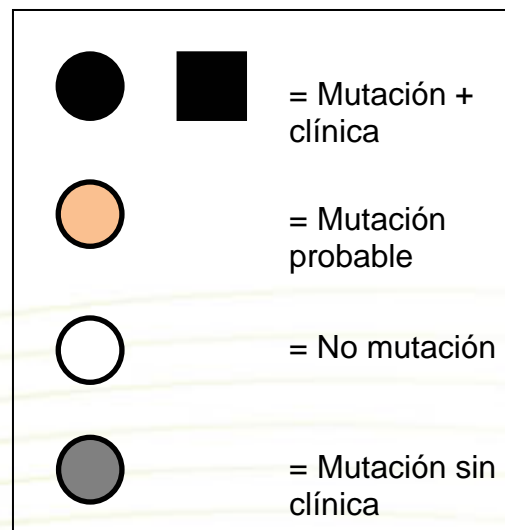 = Mutación +
clínica
= Mutación
probable
= No mutación
= Mutación sin
clínica